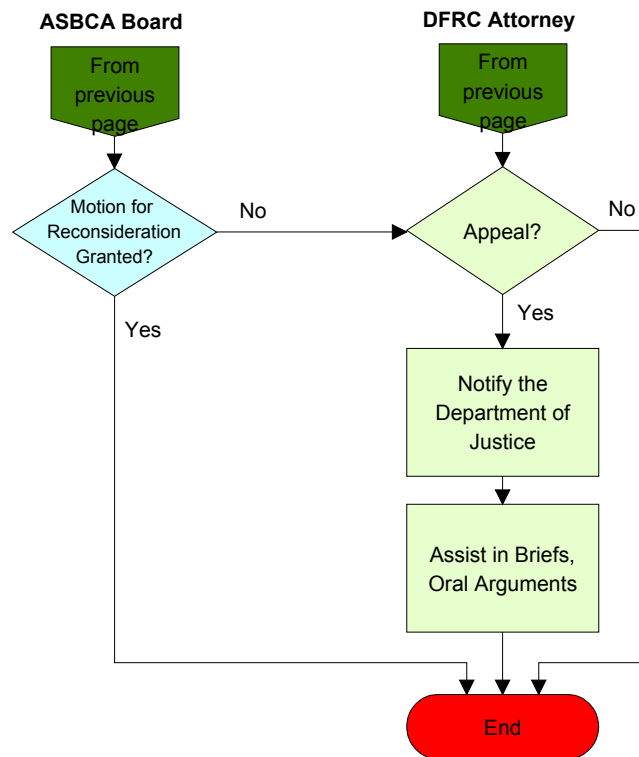 ASBCA Board
DFRC Attorney
From
previous
page
From
previous
page
Motion for
Reconsideration
Granted?
No
Appeal?
No
Yes
Yes
Notify the
Department of
Justice
Assist in Briefs,
Oral Arguments
End